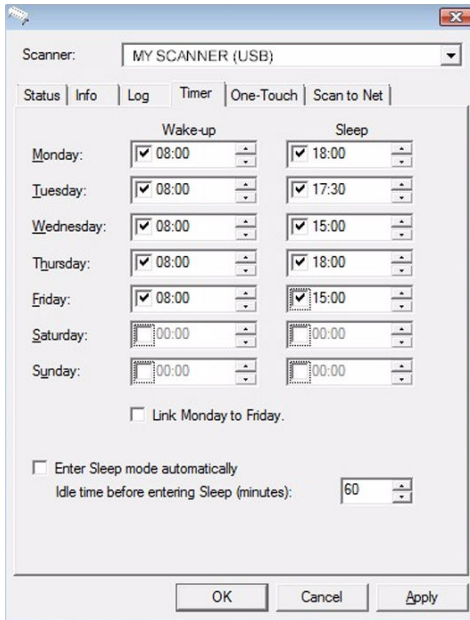 Scanner: MY SCANNER (USB)
Status Info Log Timer One-Touch Scan to Net
Wake-up Sleep
Monday: 08:00 18:00
Tuesday: 08:00 17:30
Wednesday: 08:00 15:00
Thursday: 08:00 18:00
Friday: 08:00 15:00
Saturday: 00:00 00:00
Sunday: 00:00 00:00
Link Monday to Friday.
Enter Sleep mode automatically
Idle time before entering Sleep (minutes): 60
OK Cancel Apply